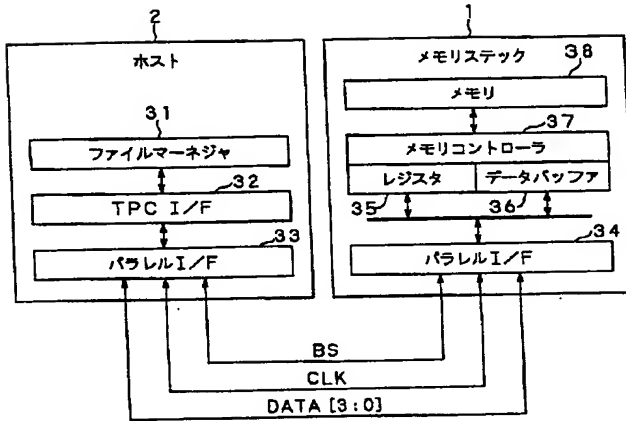 2
ホスト
31
ファイルマネージャ
32
TPC I/F
33
パラレルI/F
1
メモリステック
38
メモリ
37
メモリコントローラ
レジスタ
データバッファ
35
36
34
パラレルI/F
BS
CLK
DATA [3:0]